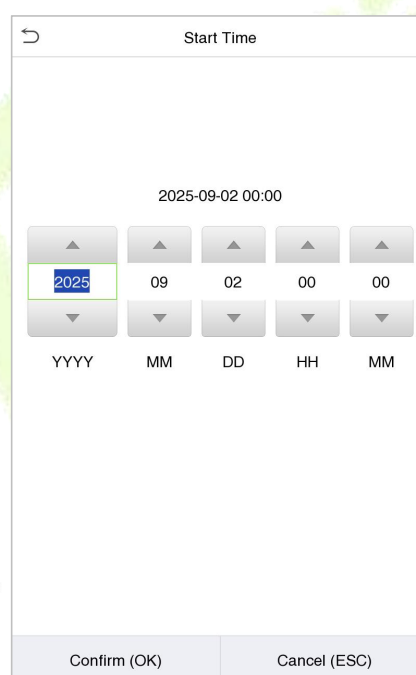 Start Time
2025-09-02 00:00
2025 09 02 00 00
YYYY MM DD HH MM
Confirm (OK) Cancel (ESC)